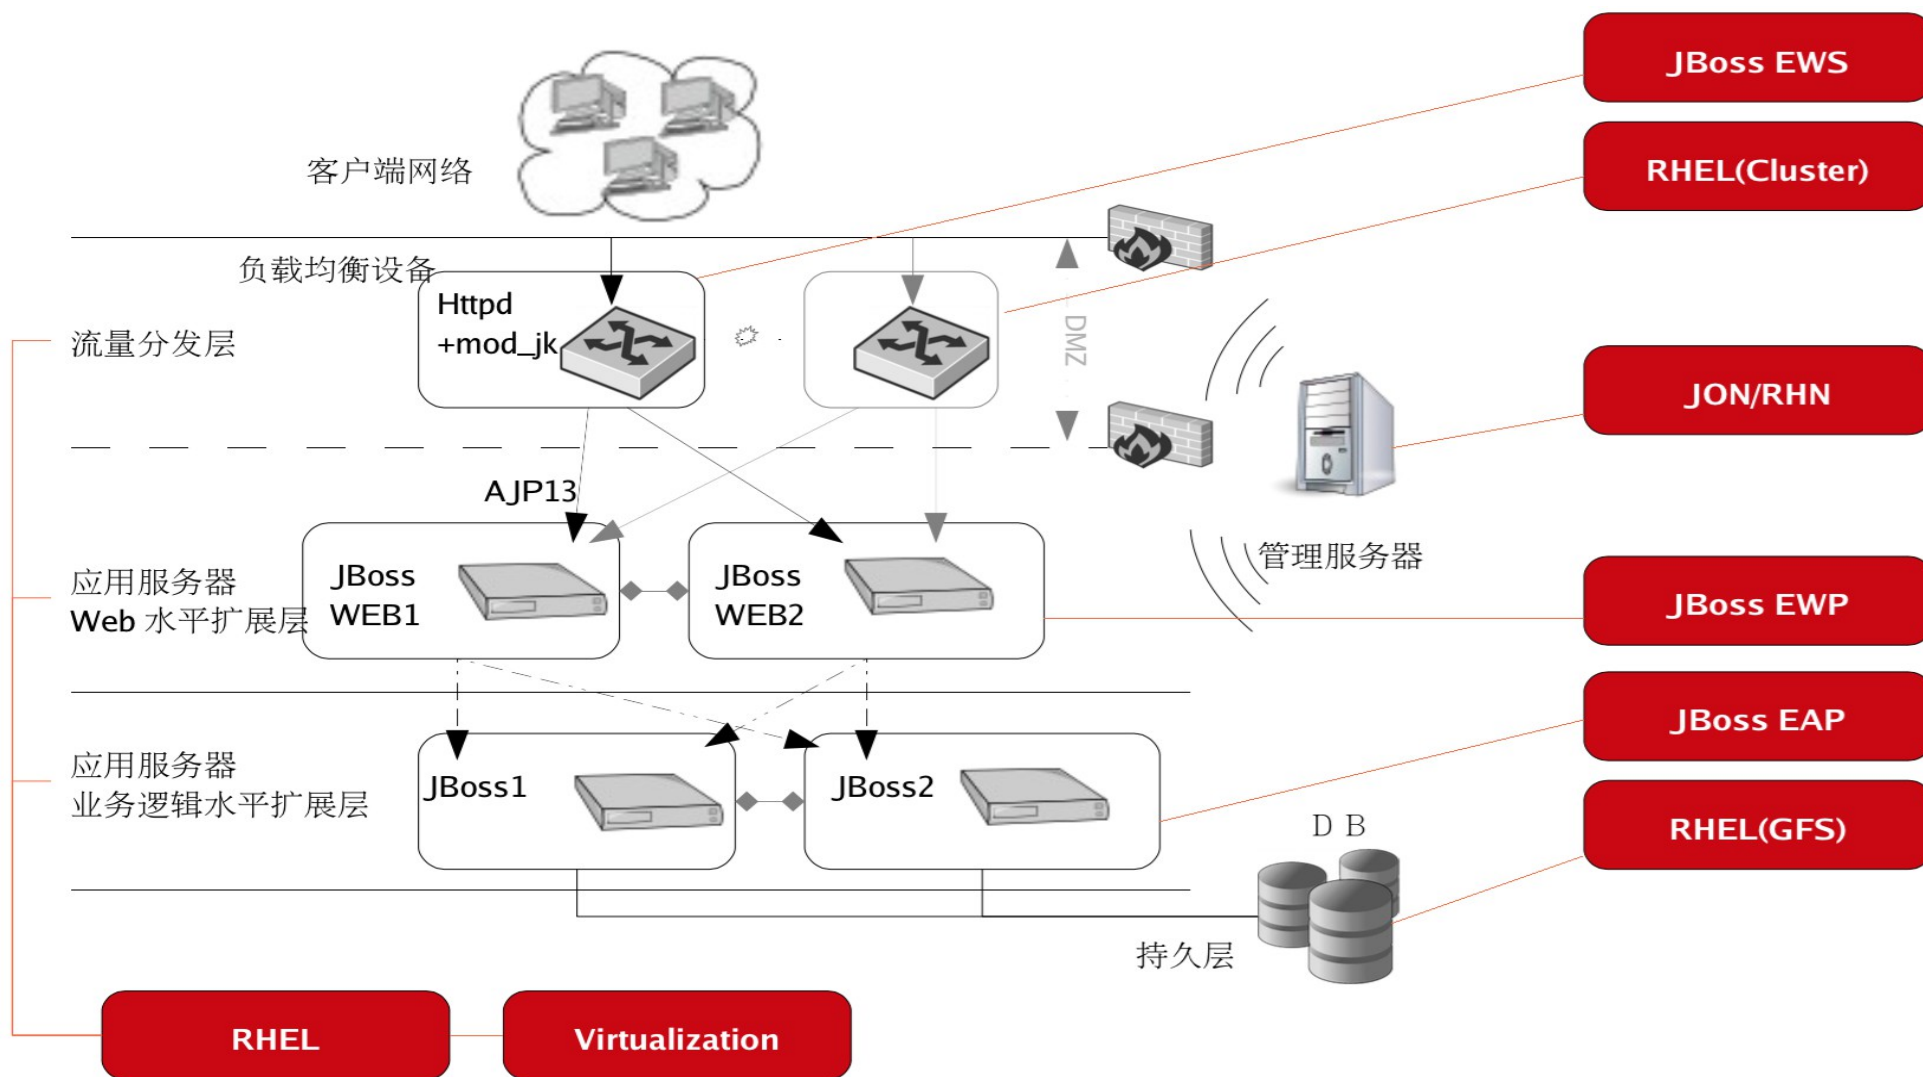 JBoss EWS
RHEL(Cluster)
客户端网络
负载均衡设备
Httpd
+mod_jk
流量分发层
DMZ
JON/RHN
AJP13
管理服务器
应用服务器
Web 水平扩展层
JBoss
WEB1
JBoss
WEB2
JBoss EWP
JBoss EAP
应用服务器
业务逻辑水平扩展层
JBoss1
JBoss2
DB
RHEL(GFS)
持久层
RHEL
Virtualization